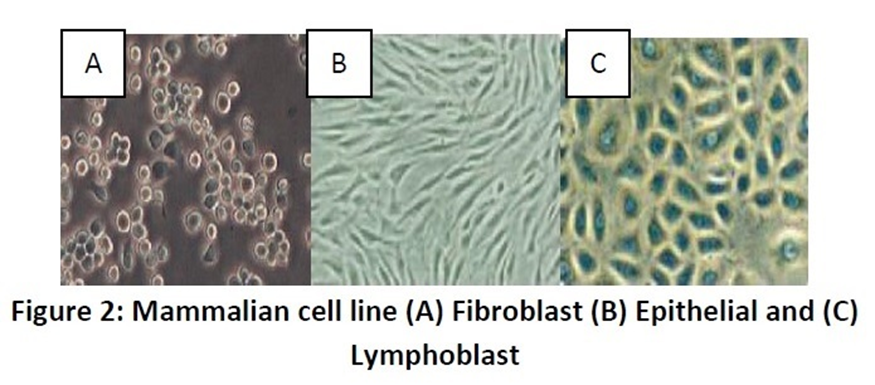 A
B
C
Figure 2: Mammalian cell line (A) Fibroblast (B) Epithelial and (C)
Lymphoblast